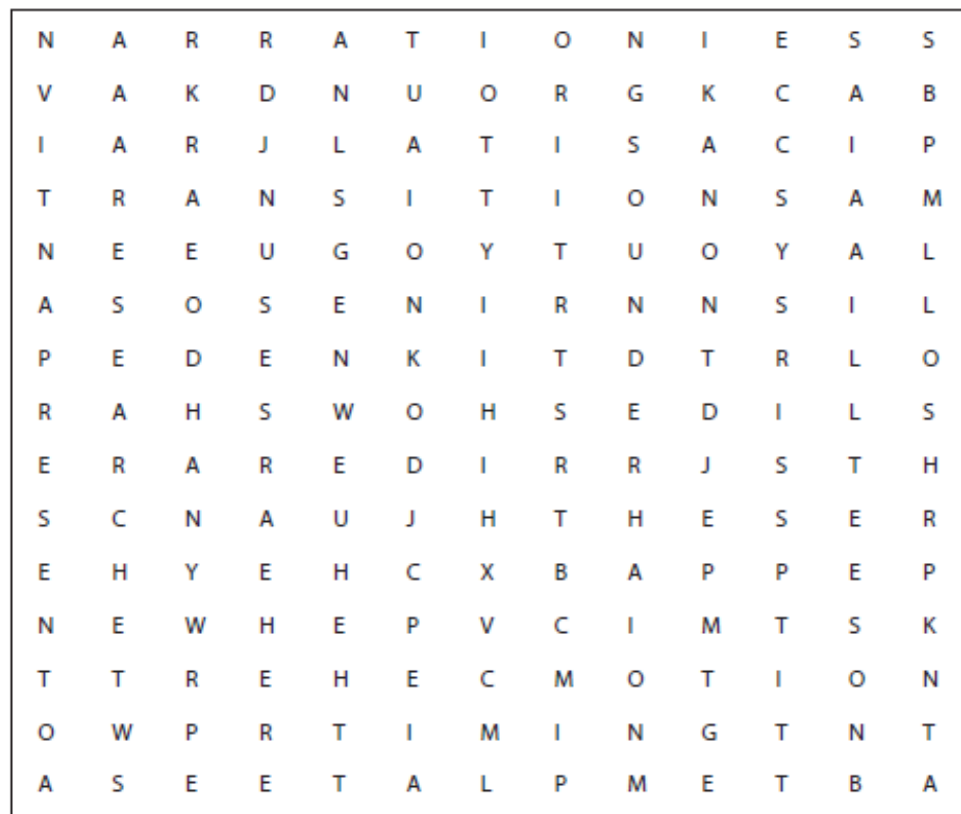 N A R R A T I O N I E S S
V A K D N U O R G K C A B
I A R J L A T I S A C I P
T R A N S I T I O N S A M
N E E U G O Y T U O Y A L
A S O S E N I R N N S I L
P E D E N K I T D T R L O
R A H S W O H S E D I L S
E R A R E D I R R J S T H
S C N A U J H T H E S E R
E H Y E H C X B A P P E P
N E W H E P V C I M T S K
T T R E H E C M O T I O N
O W P R T I M I N G T N T
A S E E T A L P M E T B A